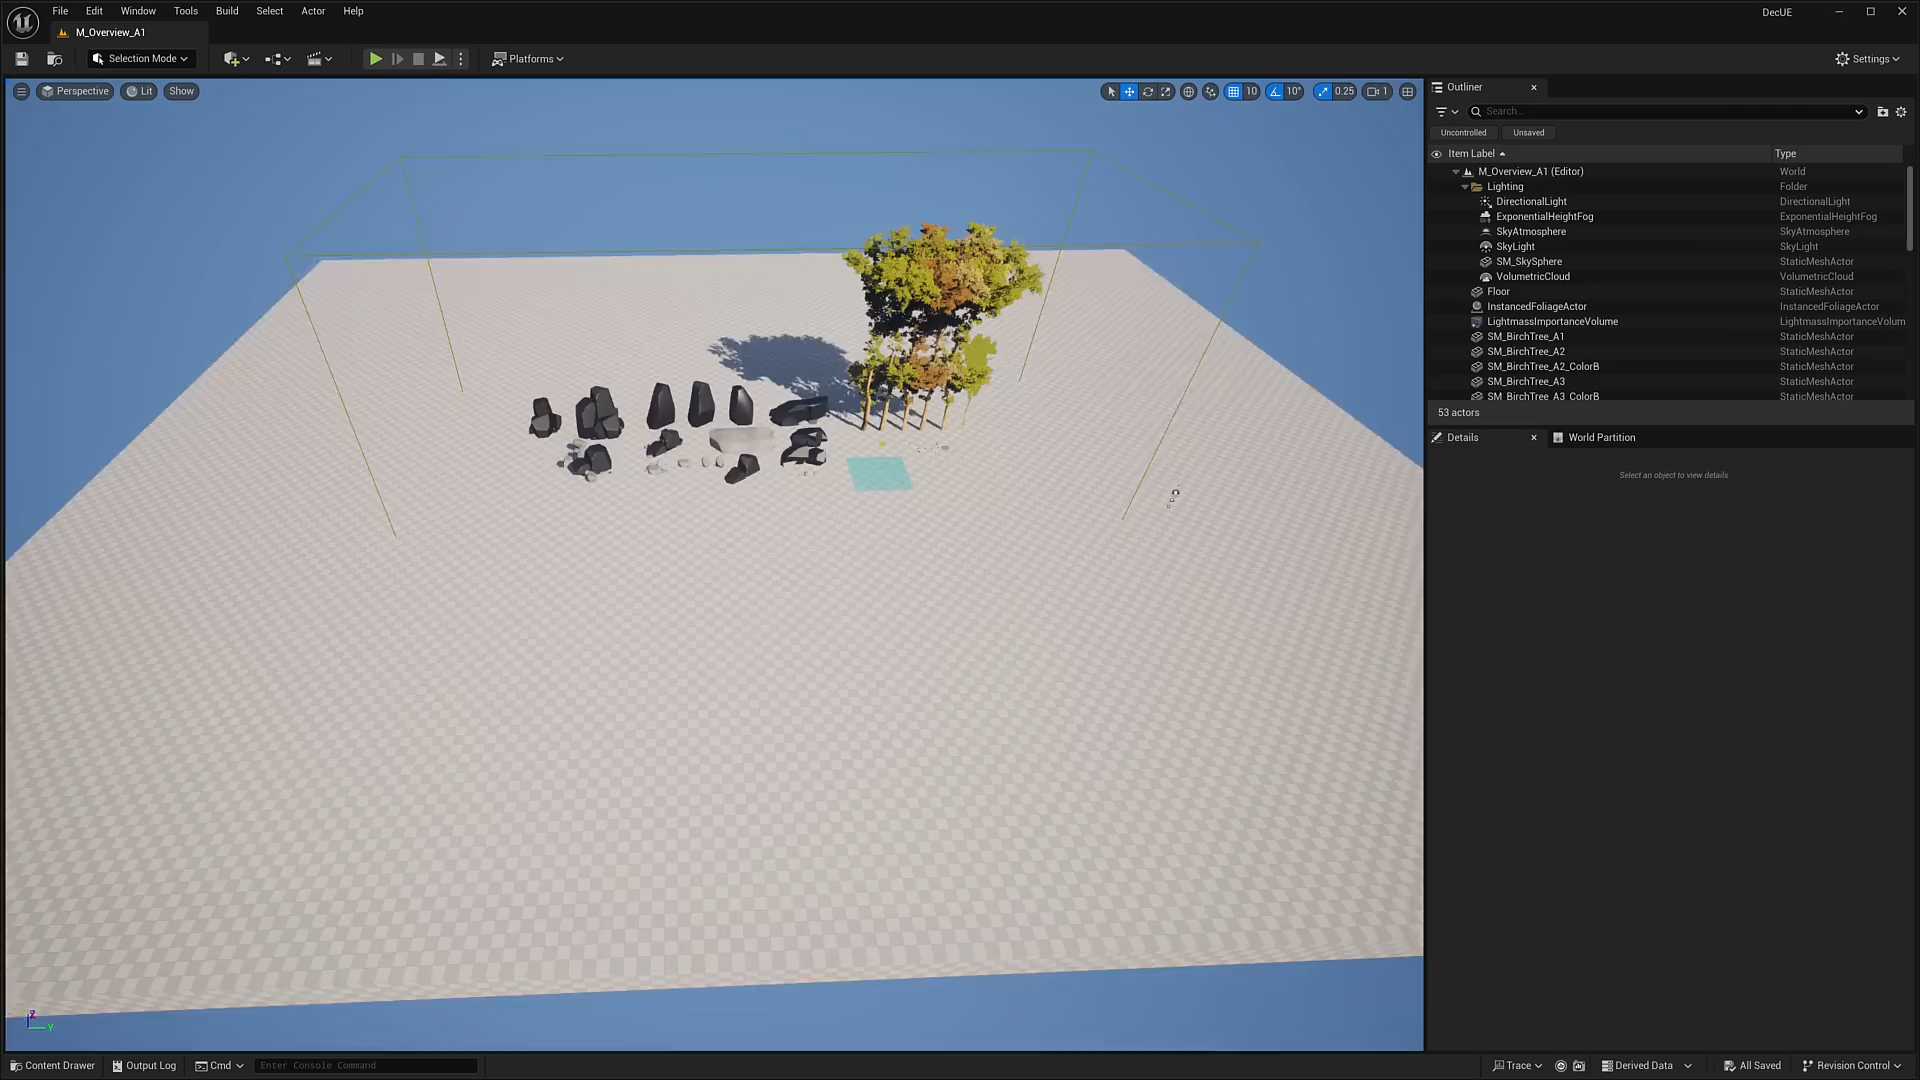 File Edit Window Tools Build Select Actor Help
DecUE
M_Overview_A1
Selection Mode
Platforms
Settings
Perspective Lit Show
10 10° 0.25 1
Outliner
Search...
Uncontrolled Unsaved
Item Label Type
M_Overview_A1 (Editor) World
Lighting Folder
DirectionalLight DirectionalLight
ExponentialHeightFog ExponentialHeightFog
SkyAtmosphere SkyAtmosphere
SkyLight SkyLight
SM_SkySphere StaticMeshActor
VolumetricCloud VolumetricCloud
Floor StaticMeshActor
InstancedFoliageActor InstancedFoliageActor
LightmassImportanceVolume LightmassImportanceVolum
SM_BirchTree_A1 StaticMeshActor
SM_BirchTree_A2 StaticMeshActor
SM_BirchTree_A2_ColorB StaticMeshActor
SM_BirchTree_A3 StaticMeshActor
SM_BirchTree_A3_ColorB StaticMeshActor
53 actors
Details World Partition
Select an object to view details.
Z
Y
Content Drawer Output Log Cmd Enter Console Command
Trace Derived Data All Saved Revision Control